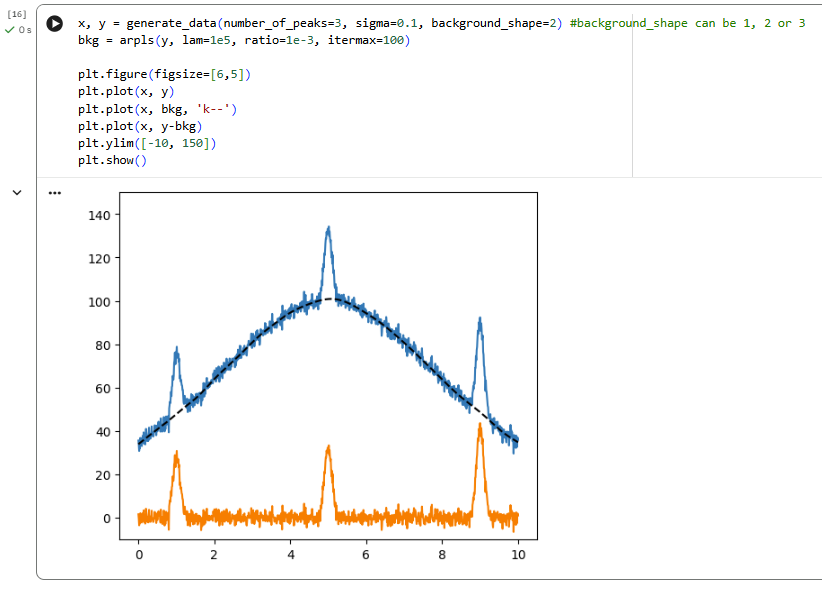 [16]
0 s
x, y = generate_data(number_of_peaks=3, sigma=0.1, background_shape=2) #background_shape can be 1, 2 or 3
bkg = arpls(y, lam=1e5, ratio=1e-3, itermax=100)
plt.figure(figsize=[6,5])
plt.plot(x, y)
plt.plot(x, bkg, 'k--')
plt.plot(x, y-bkg)
plt.ylim([-10, 150])
plt.show()
140
120
100
80
60
40
20
0
0 2 4 6 8 10